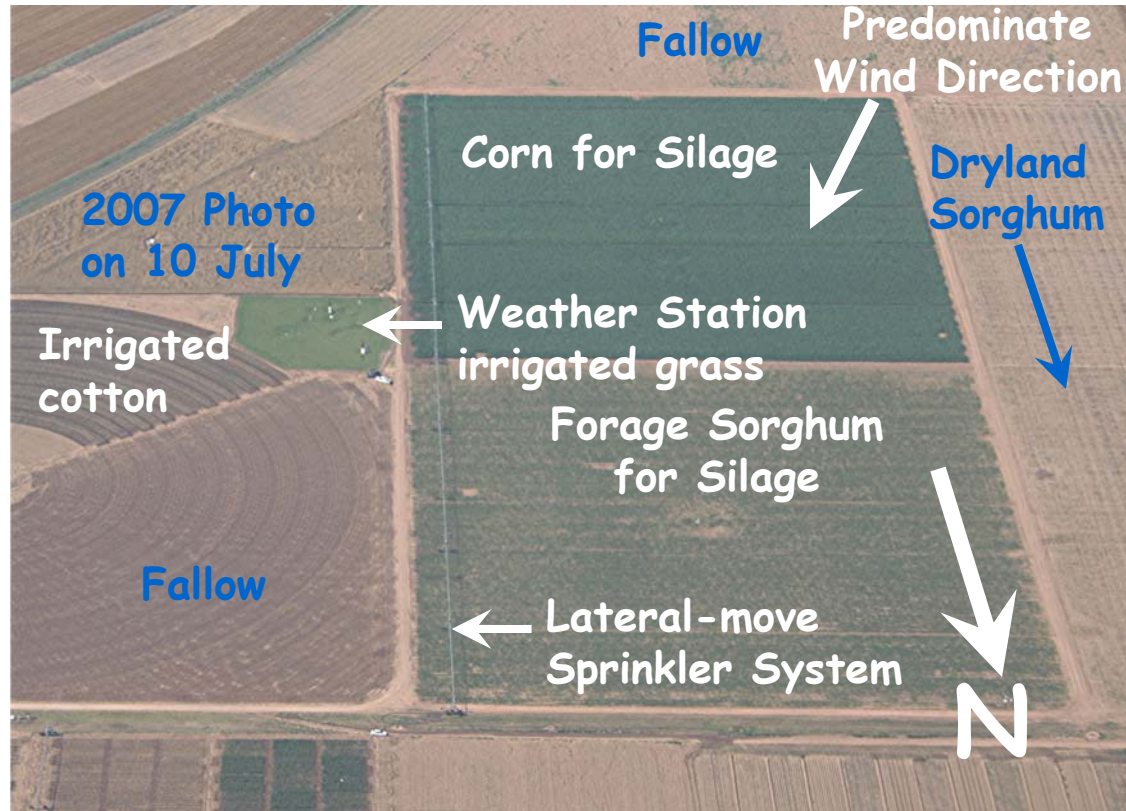 Fallow
Predominate
Wind Direction
Corn for Silage
Dryland
Sorghum
2007 Photo
on 10 July
Weather Station
irrigated grass
Irrigated
cotton
Forage Sorghum
for Silage
Fallow
Lateral-move
Sprinkler System
N